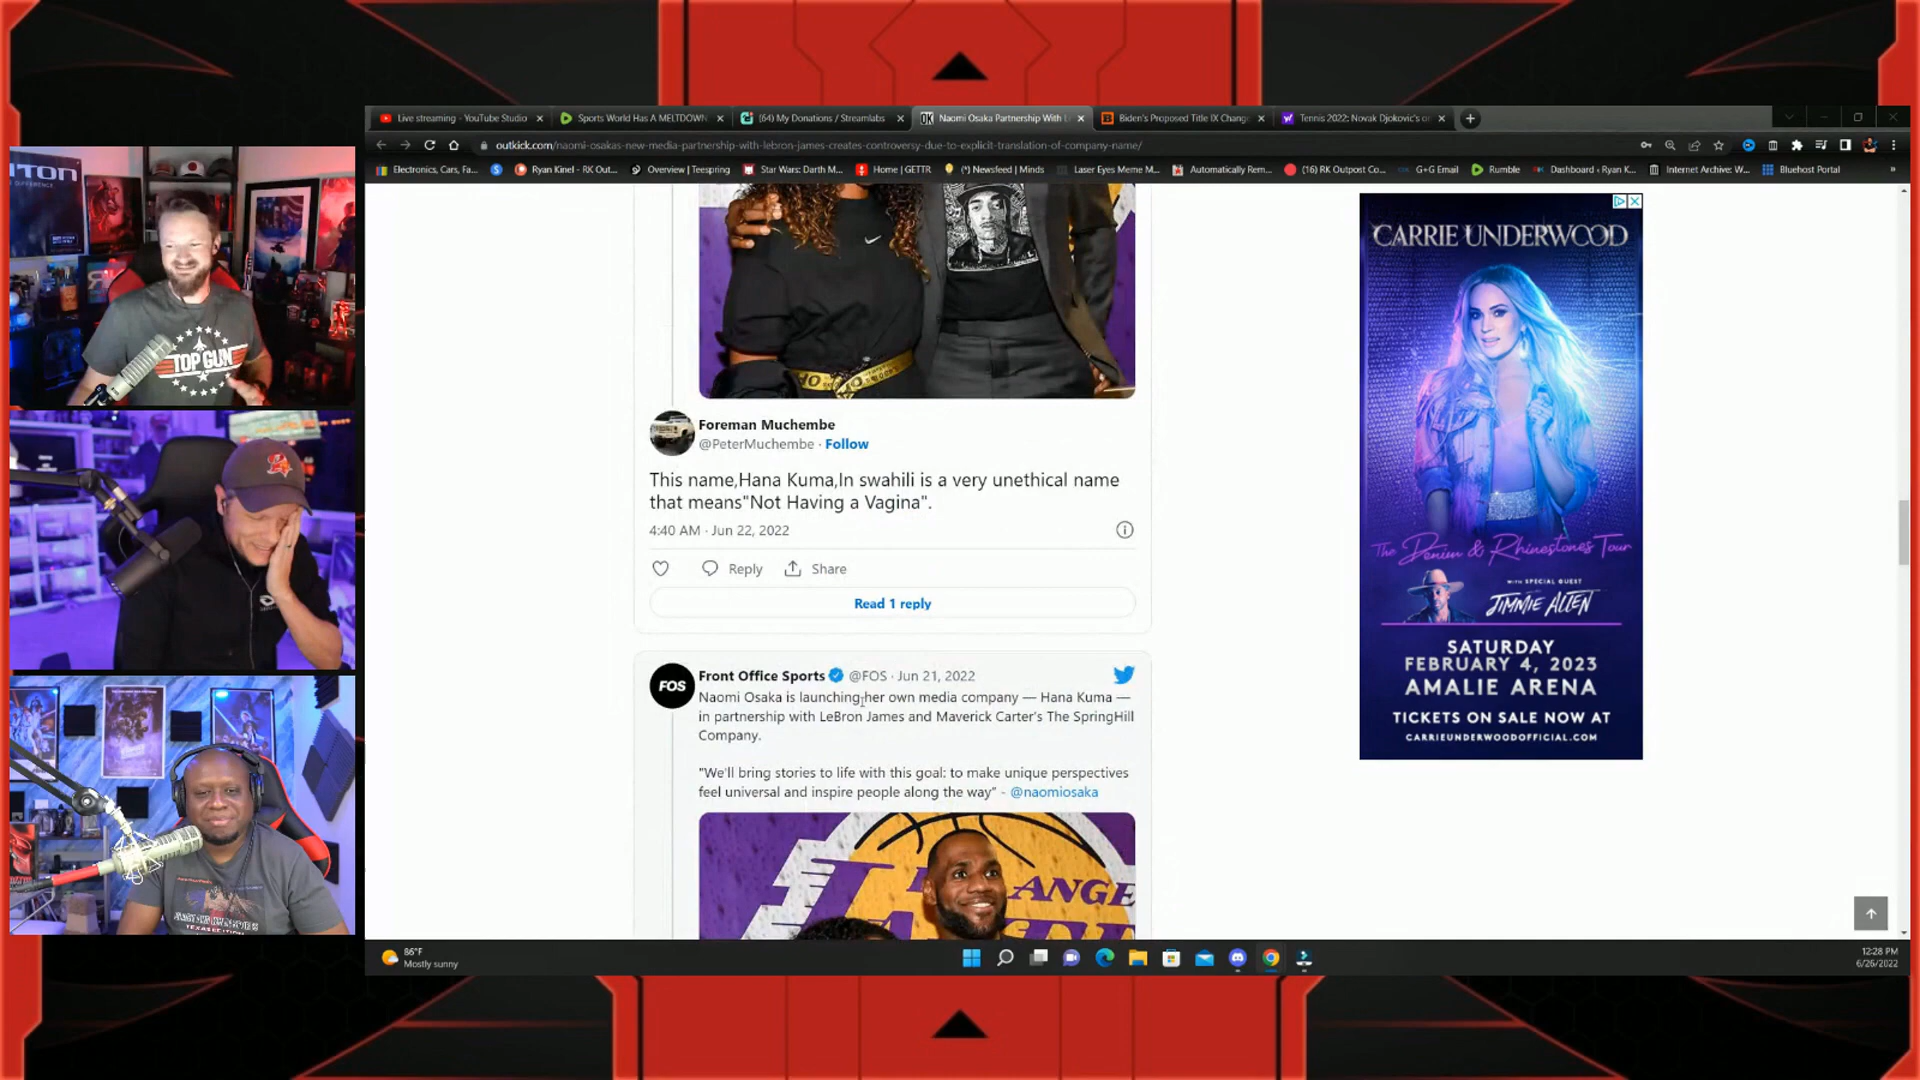 Live streaming - YouTube Studio
Sports World Has A MELTDOWN
(64) My Donations / Streamlabs
Naomi Osaka Partnership With L
Biden's Proposed Title IX Chang
Tennis 2022: Novak Djokovic's o
outkick.com/naomi-osakas-new-media-partnership-with-lebron-james-creates-controversy-due-to-explicit-translation-of-company-name/
Electronics, Cars, Fa...
Ryan Kinel - RK Out...
Overview | Teespring
Star Wars: Darth M...
Home | GETTR
(*) Newsfeed | Minds
Laser Eyes Meme M...
Automatically Rem...
(16) RK Outpost Co...
G+G Email
Rumble
Dashboard ‹ Ryan K...
Internet Archive: W...
Bluehost Portal
TOP GUN
Foreman Muchembe
@PeterMuchembe · Follow
This name,Hana Kuma,In swahili is a very unethical name
that means"Not Having a Vagina".
4:40 AM · Jun 22, 2022
Reply
Share
Read 1 reply
FOS
Front Office Sports @FOS · Jun 21, 2022
Naomi Osaka is launching her own media company — Hana Kuma —
in partnership with LeBron James and Maverick Carter's The SpringHill
Company.
"We'll bring stories to life with this goal: to make unique perspectives
feel universal and inspire people along the way" - @naomiosaka
CARRIE UNDERWOOD
The Denim & Rhinestones Tour
WITH SPECIAL GUEST
JIMMIE ALLEN
SATURDAY
FEBRUARY 4, 2023
AMALIE ARENA
TICKETS ON SALE NOW AT
CARRIEUNDERWOODOFFICIAL.COM
86°F
Mostly sunny
12:28 PM
6/26/2022